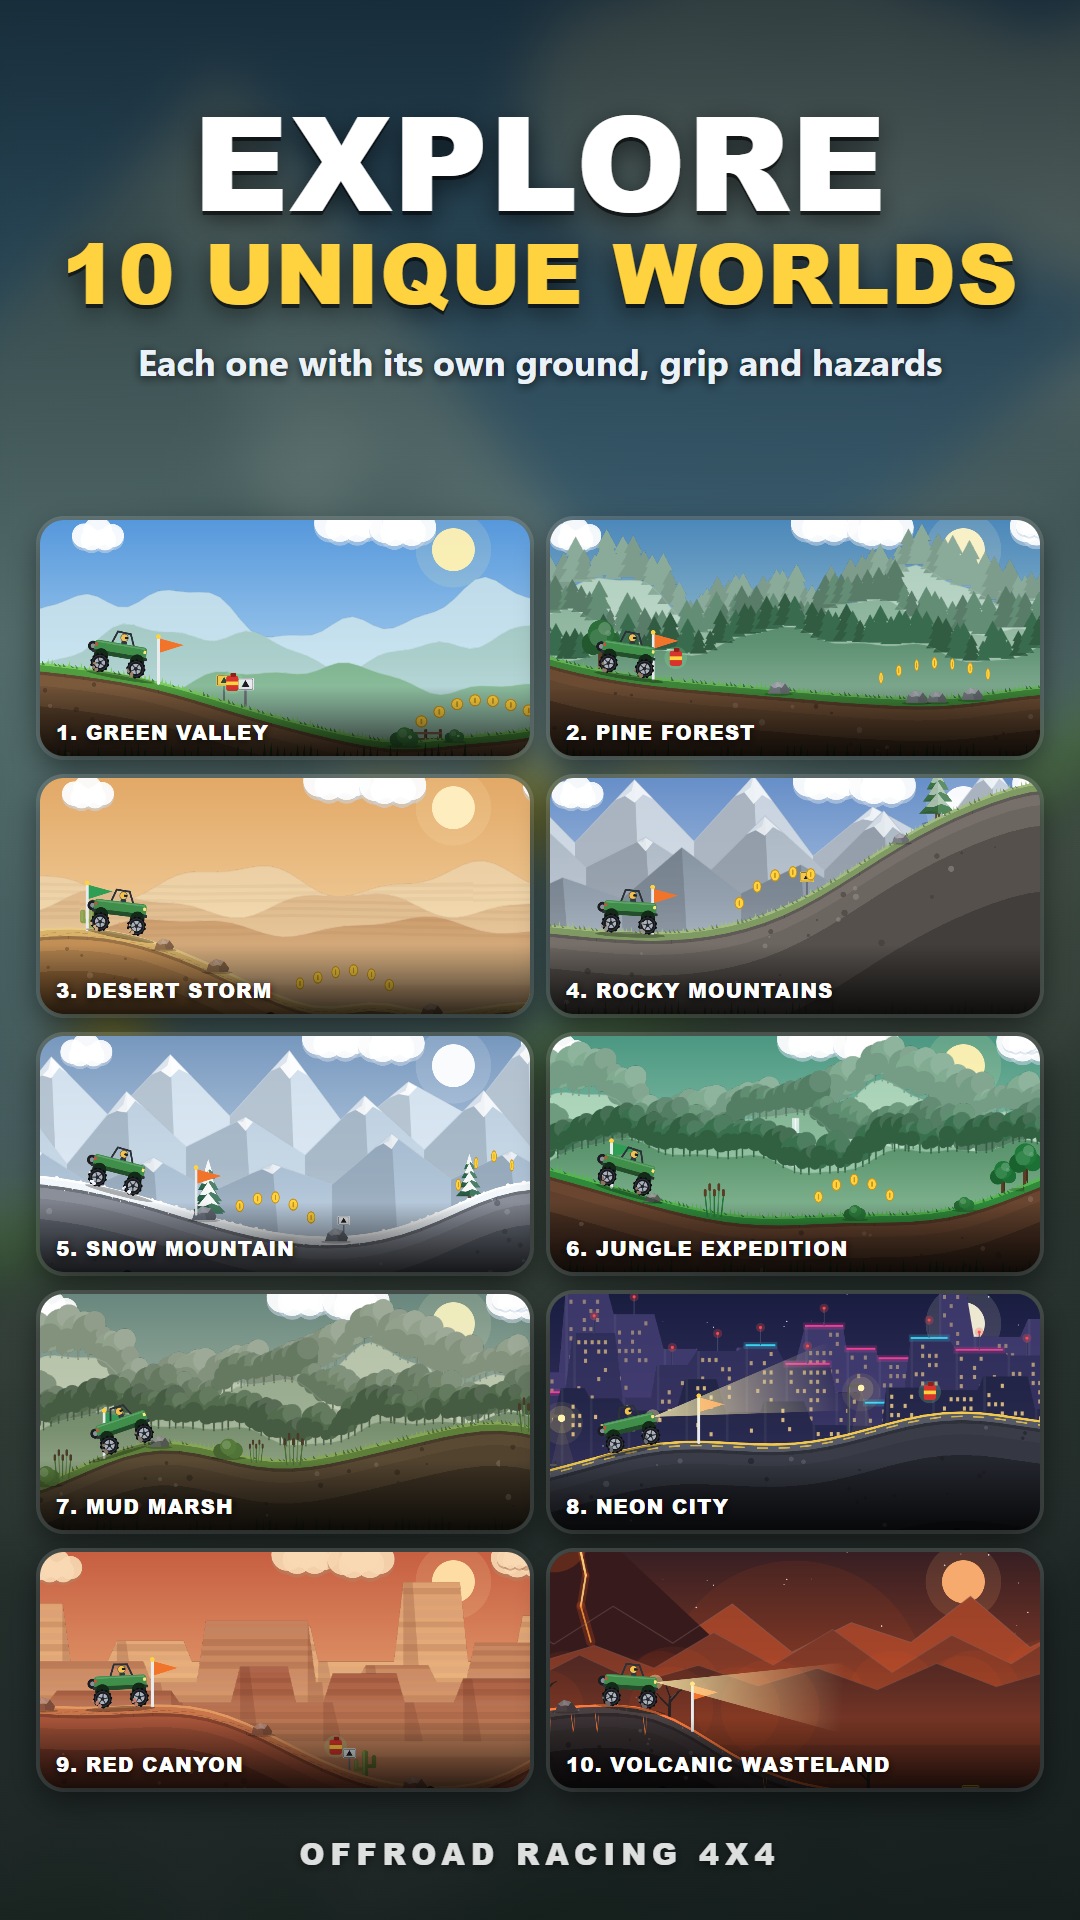 EXPLORE
10 UNIQUE WORLDS
Each one with its own ground, grip and hazards
1. GREEN VALLEY
2. PINE FOREST
3. DESERT STORM
4. ROCKY MOUNTAINS
5. SNOW MOUNTAIN
6. JUNGLE EXPEDITION
7. MUD MARSH
8. NEON CITY
9. RED CANYON
10. VOLCANIC WASTELAND
OFFROAD RACING 4X4